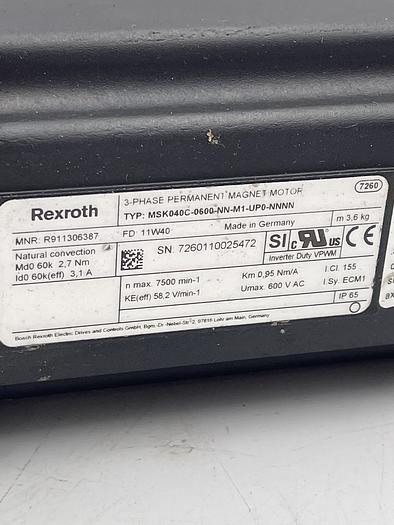 7260
Rexroth
3-PHASE PERMANENT MAGNET MOTOR
TYP: MSK040C-0600-NN-M1-UP0-NNNN
m 3,6 kg
MNR: R911306387
FD: 11W40
Made in Germany
Natural convection
Md0 60k 2,7 Nm
Id0 60k(eff) 3,1 A
SN: 7260110025472
SI
c RU us
CE
Inverter Duty VPWM
n max. 7500 min-1
Km 0,95 Nm/A
I.Cl. 155
KE(eff) 58,2 V/min-1
Umax. 600 V AC
I.Sy. ECM1
IP 65
Bosch Rexroth Electric Drives and Controls GmbH, Bgm.-Dr.-Nebel-Str.2, 97816 Lohr am Main, Germany